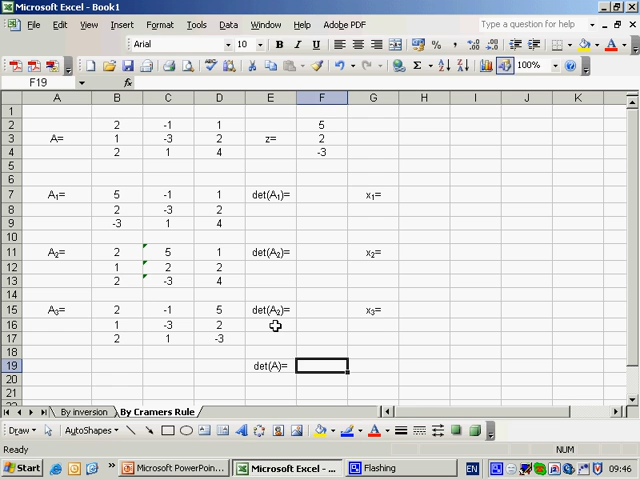 Microsoft Excel - Book1
File Edit View Insert Format Tools Data Window Help Adobe PDF Type a question for help
Arial 10 B I U
100%
F19 fx
A B C D E F G H I J K
1
2 2 -1 1 5
3 A= 1 -3 2 z= 2
4 2 1 4 -3
5
6
7 A1= 5 -1 1 det(A1)= x1=
8 2 -3 2
9 -3 1 4
10
11 A2= 2 5 1 det(A2)= x2=
12 1 2 2
13 2 -3 4
14
15 A3= 2 -1 5 det(A2)= x3=
16 1 -3 2
17 2 1 -3
18
19 det(A)=
20
21
By inversion By Cramers Rule
Draw AutoShapes
Ready NUM
Start Microsoft PowerPoin... Microsoft Excel - Book1 Flashing EN 09:46